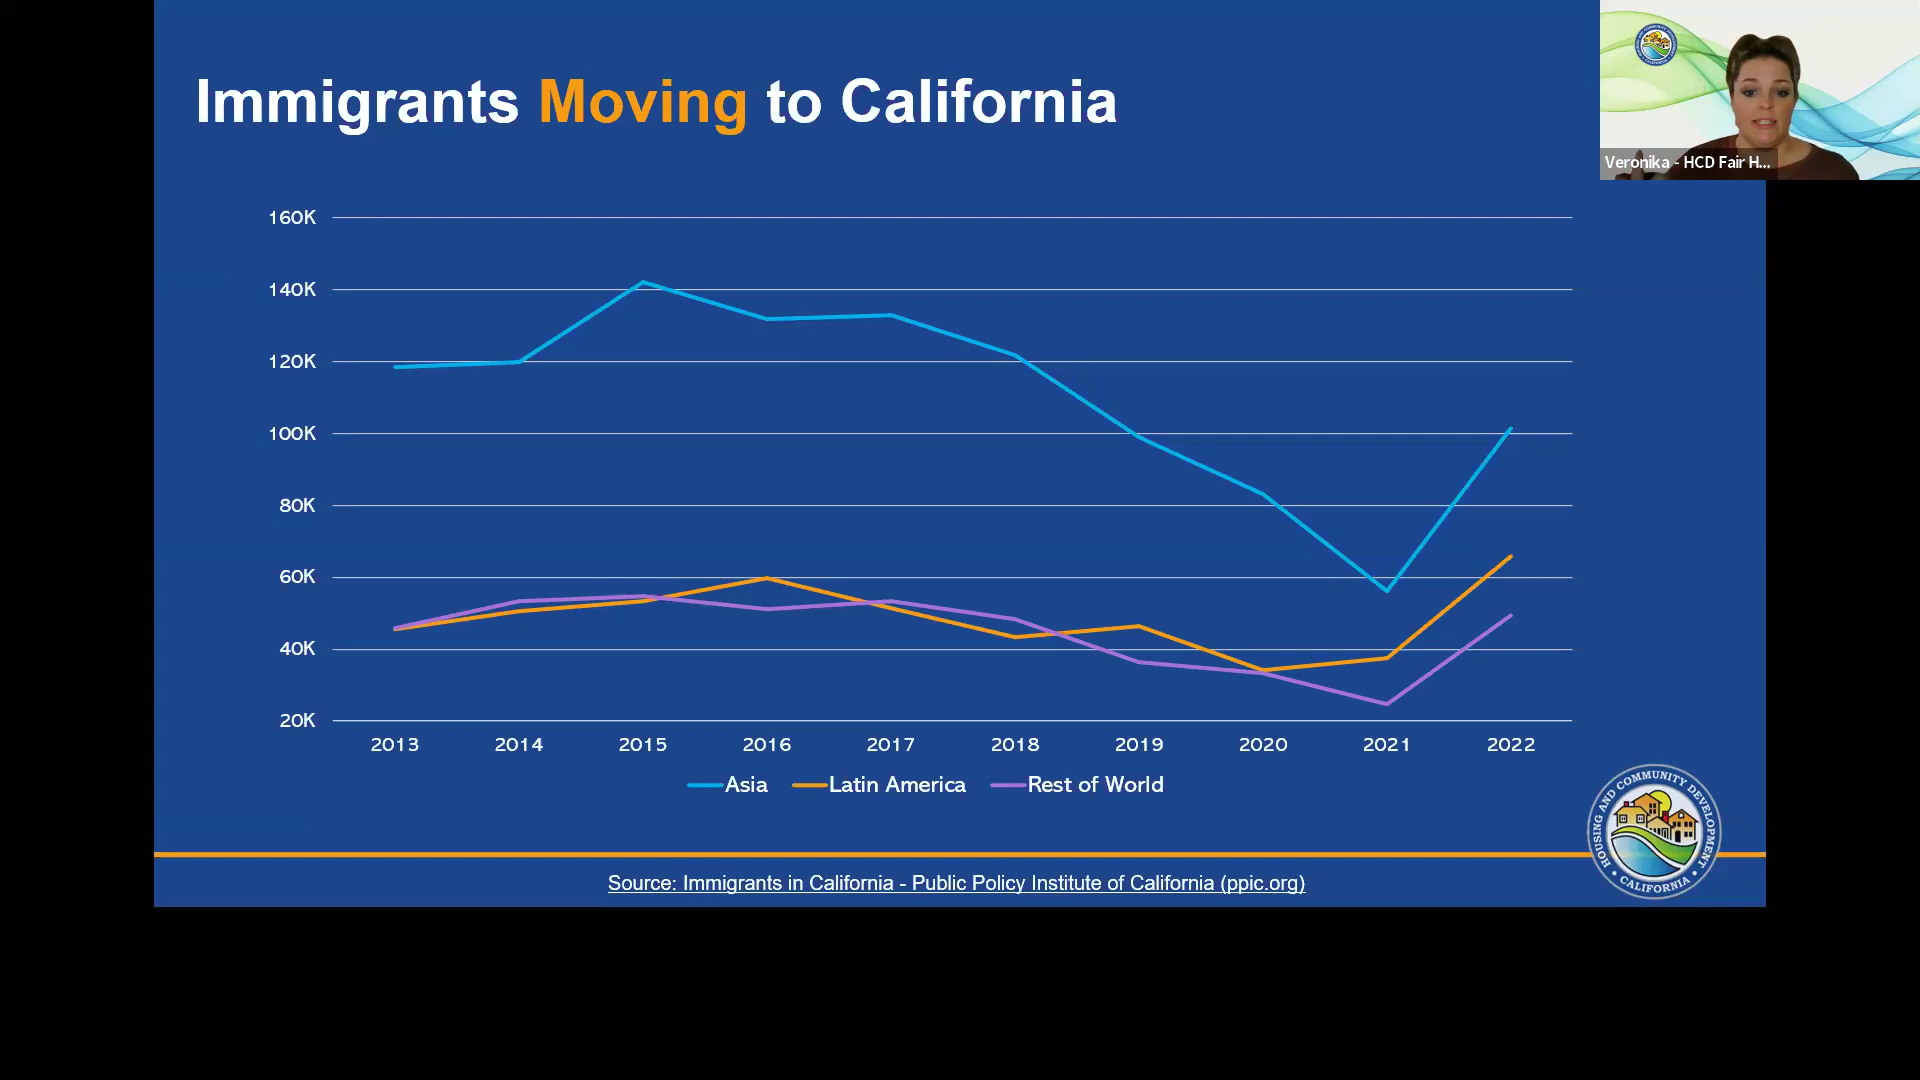 Immigrants Moving to California
Veronika - HCD Fair H...
160K
140K
120K
100K
80K
60K
40K
20K
2013 2014 2015 2016 2017 2018 2019 2020 2021 2022
Asia Latin America Rest of World
HOUSING AND COMMUNITY DEVELOPMENT
• CALIFORNIA •
Source: Immigrants in California - Public Policy Institute of California (ppic.org)